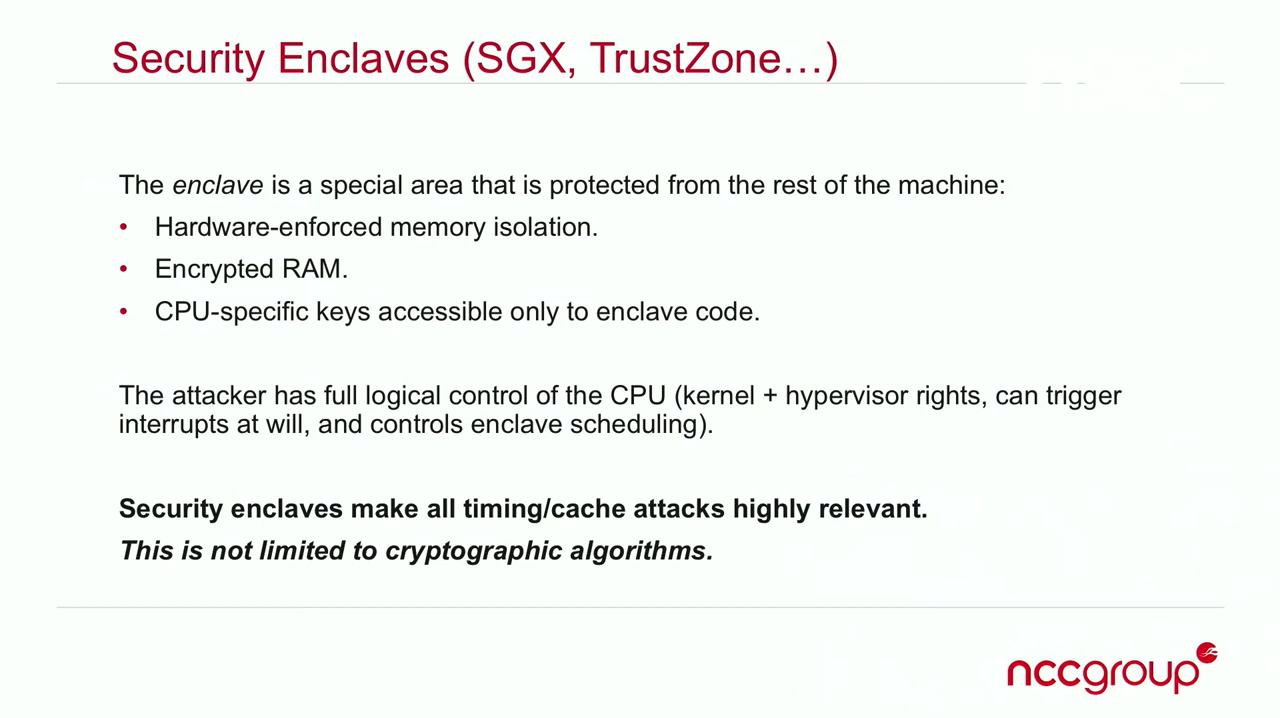 Security Enclaves (SGX, TrustZone…)
The enclave is a special area that is protected from the rest of the machine:
• Hardware-enforced memory isolation.
• Encrypted RAM.
• CPU-specific keys accessible only to enclave code.
The attacker has full logical control of the CPU (kernel + hypervisor rights, can trigger
interrupts at will, and controls enclave scheduling).
Security enclaves make all timing/cache attacks highly relevant.
This is not limited to cryptographic algorithms.
nccgroup